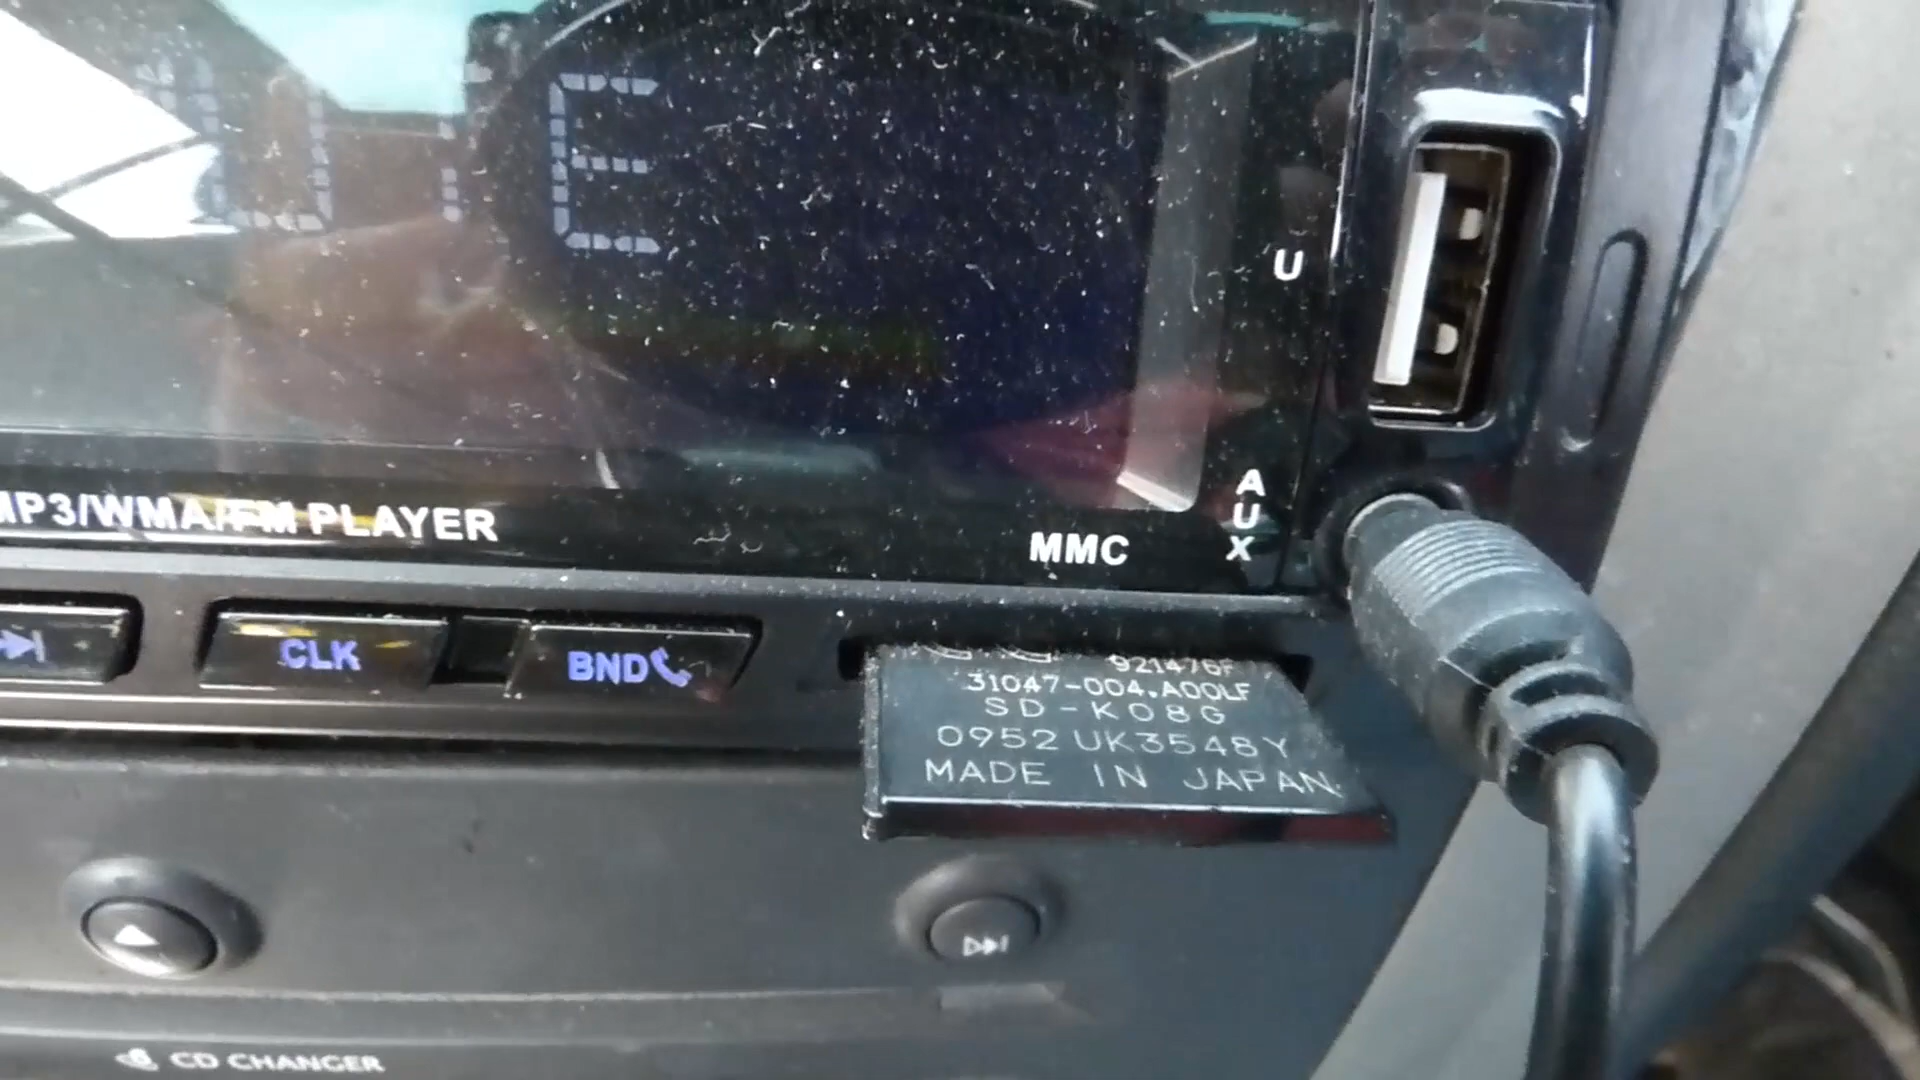 U
AUX
MP3/WMA/FM PLAYER
MMC
CLK
BND
921476F
31047-004.A00LF
SD-K08G
0952 UK3548Y
MADE IN JAPAN
CD CHANGER